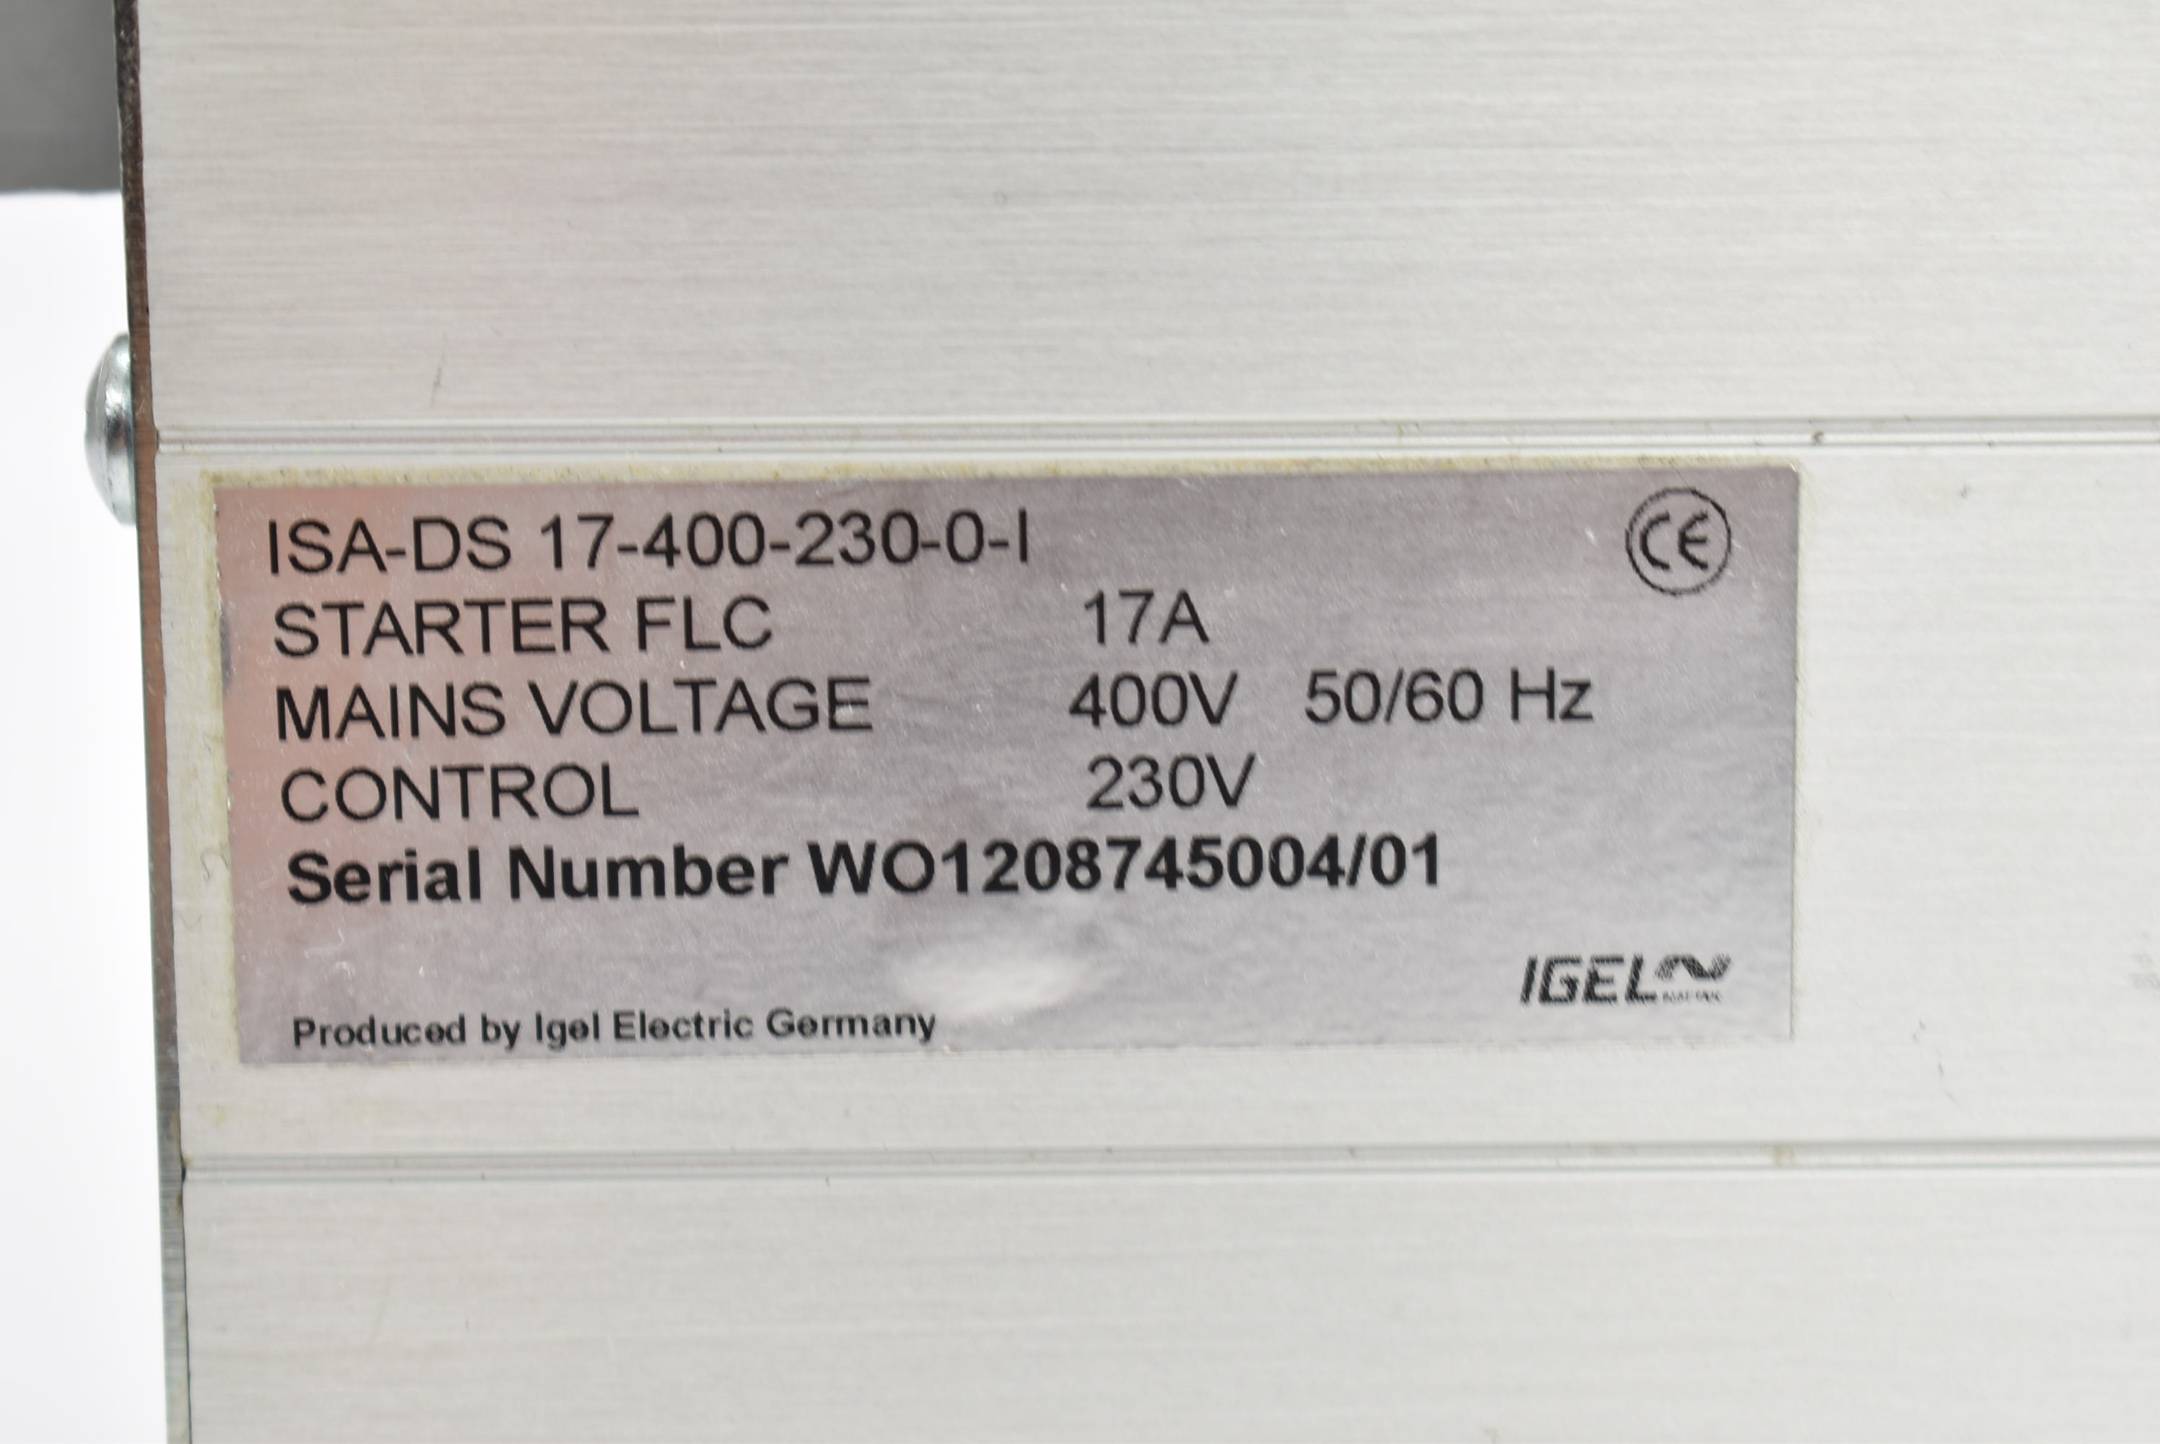 ISA-DS 17-400-230-0-I
CE
STARTER FLC 17A
MAINS VOLTAGE 400V 50/60 Hz
CONTROL 230V
Serial Number WO1208745004/01
IGEL
Produced by Igel Electric Germany